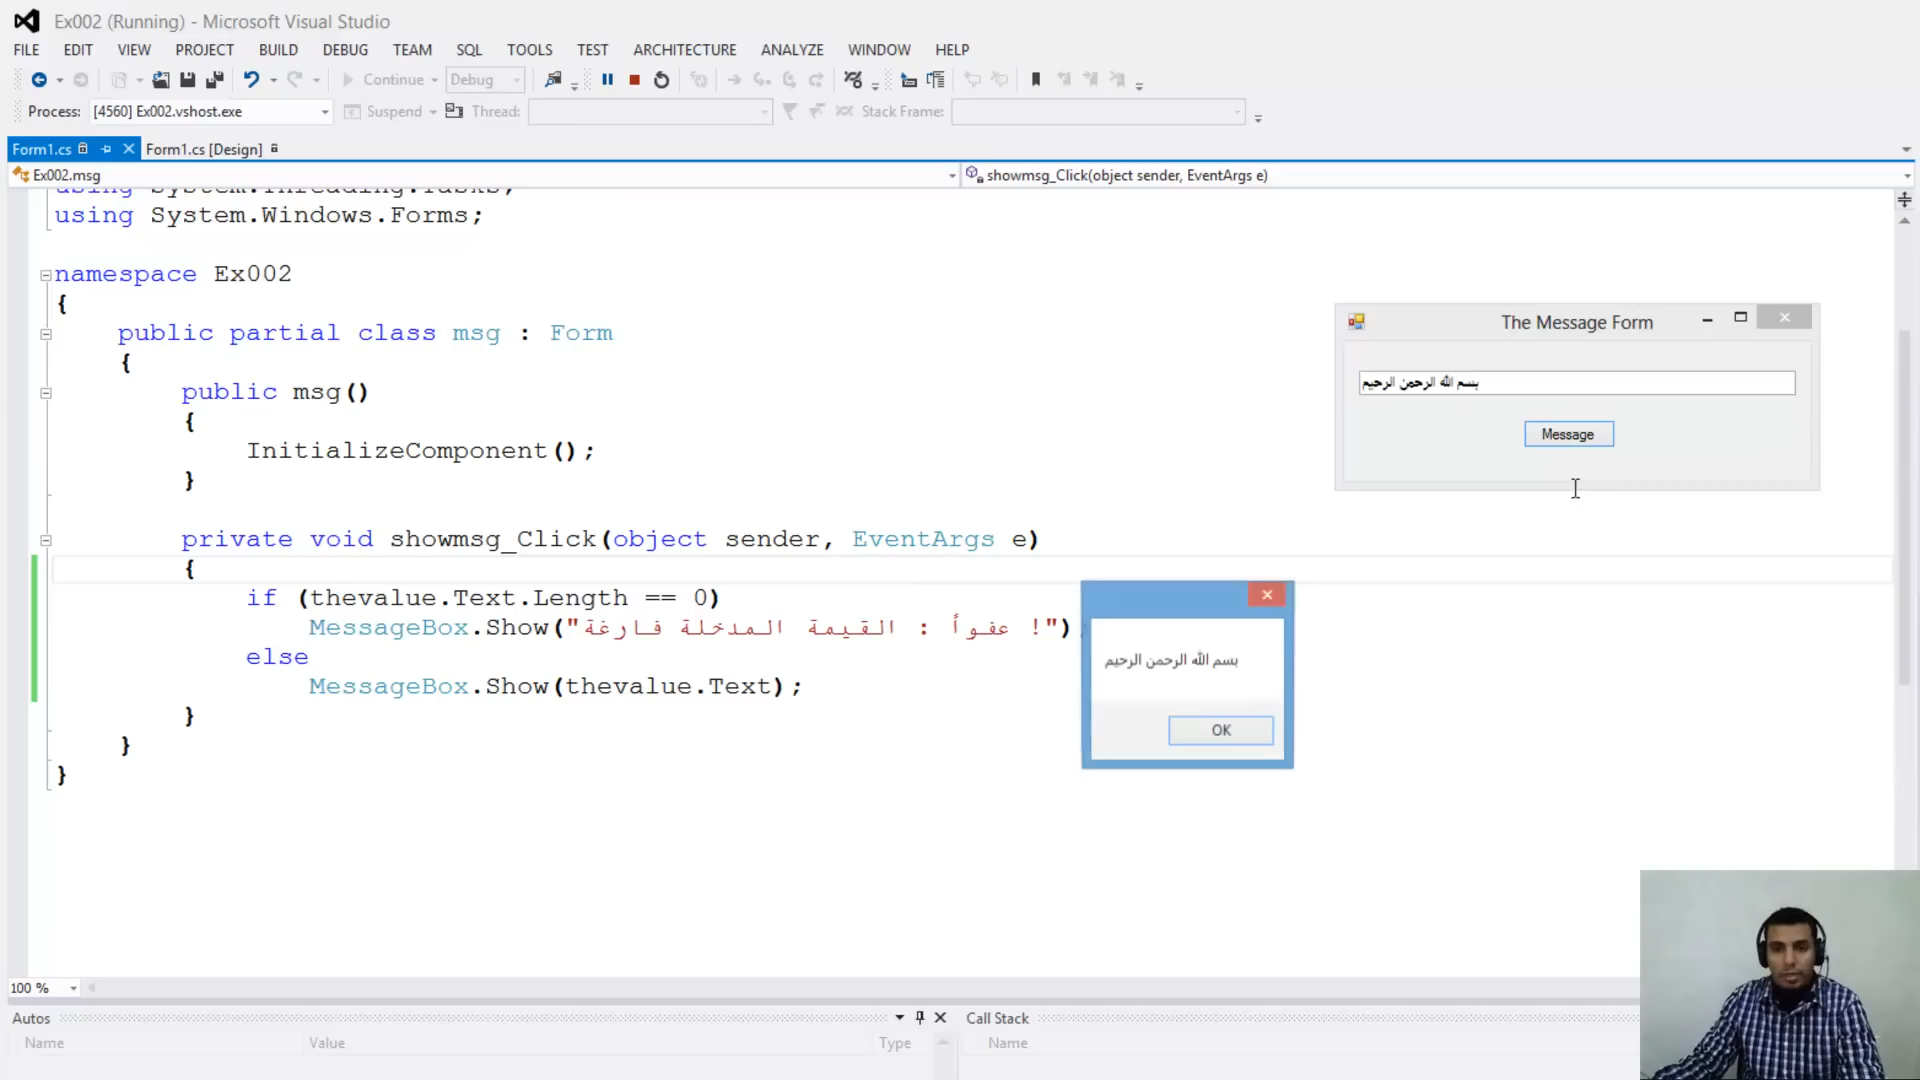 Ex002 (Running) - Microsoft Visual Studio
FILE EDIT VIEW PROJECT BUILD DEBUG TEAM SQL TOOLS TEST ARCHITECTURE ANALYZE WINDOW HELP
Continue Debug
Process: [4560] Ex002.vshost.exe Suspend Thread: Stack Frame:
Form1.cs Form1.cs [Design]
Ex002.msg showmsg_Click(object sender, EventArgs e)
using System.Threading.Tasks;
using System.Windows.Forms;
namespace Ex002
{
public partial class msg : Form
{
public msg()
{
InitializeComponent();
}
private void showmsg_Click(object sender, EventArgs e)
{
if (thevalue.Text.Length == 0)
MessageBox.Show("عفواً : القيمة المدخلة فارغة !")
else
MessageBox.Show(thevalue.Text);
}
}
}
The Message Form
بسم الله الرحمن الرحيم
Message
بسم الله الرحمن الرحيم
OK
100 %
Autos
Name Value Type
Call Stack
Name